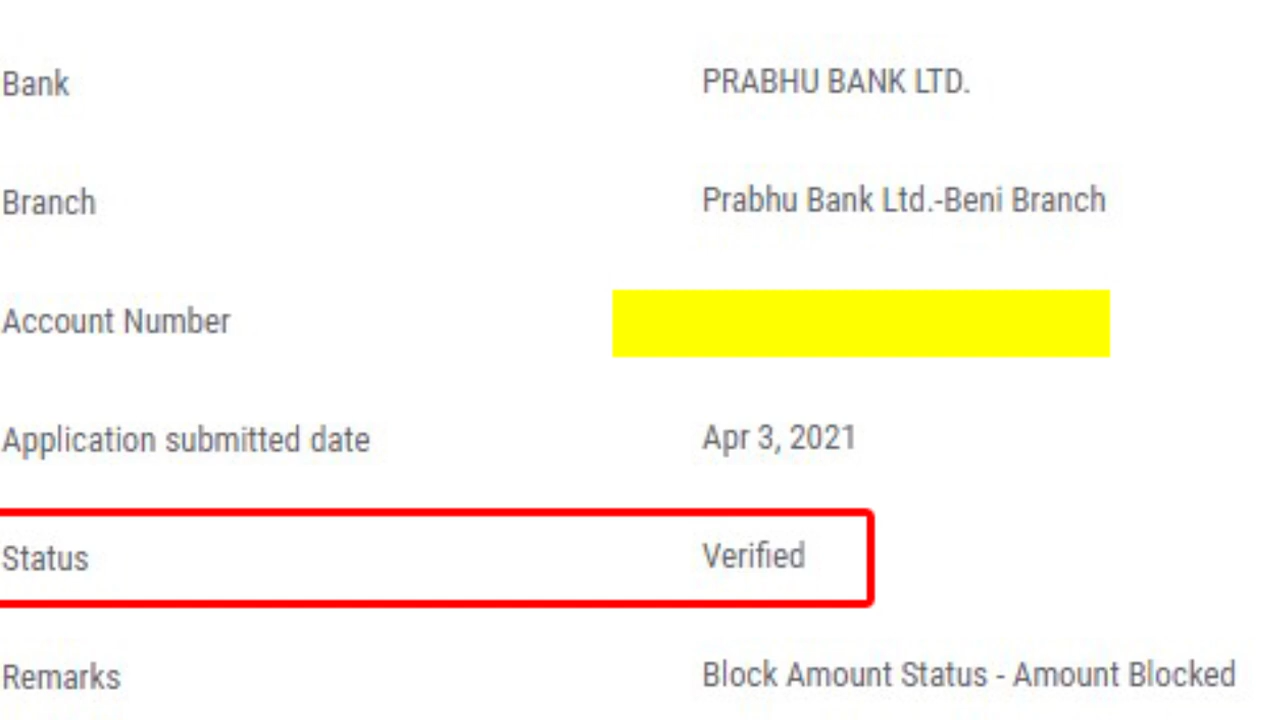 Bank PRABHU BANK LTD.
Branch Prabhu Bank Ltd.-Beni Branch
Account Number
Application submitted date Apr 3, 2021
Status Verified
Remarks Block Amount Status - Amount Blocked